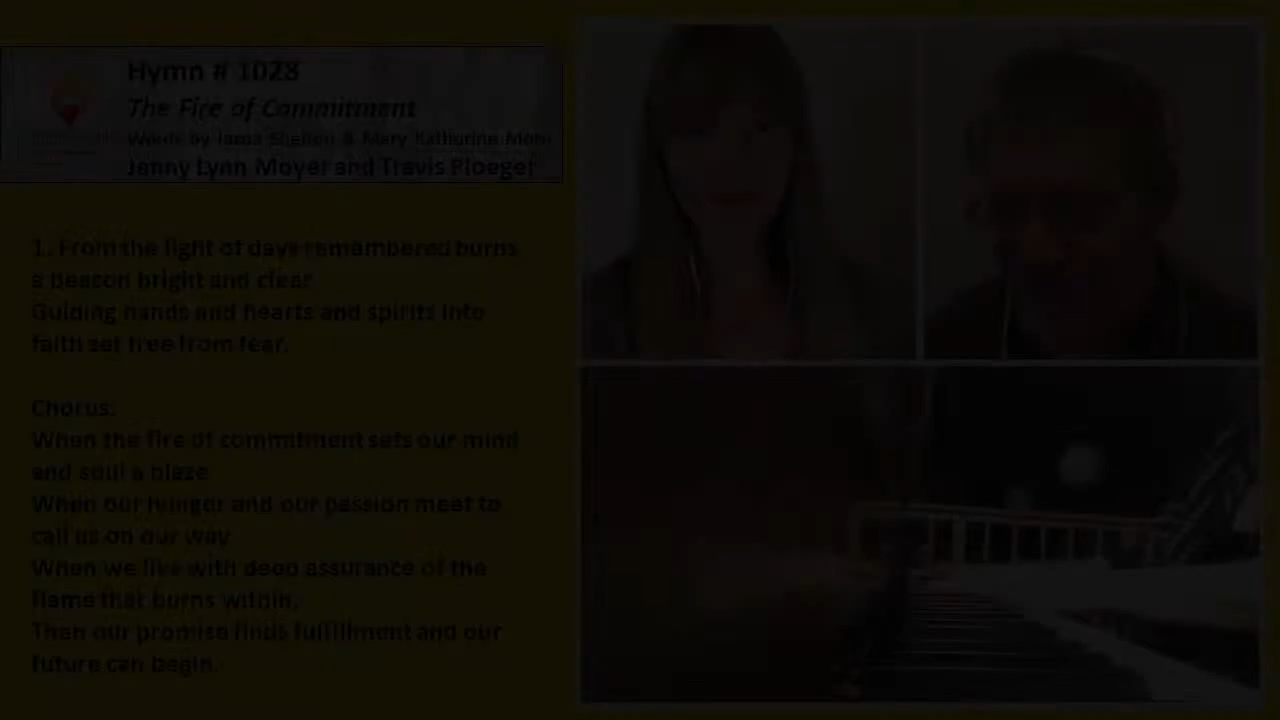 Hymn # 1028
The Fire of Commitment
Words by Jason Shelton & Mary Katharine Morn
Jenny Lynn Moyer and Travis Ploeger
1. From the light of days remembered burns
a beacon bright and clear
Guiding hands and hearts and spirits into
faith set free from fear.
Chorus:
When the fire of commitment sets our mind
and soul a blaze
When our hunger and our passion meet to
call us on our way
When we live with deep assurance of the
flame that burns within,
Then our promise finds fulfillment and our
future can begin.